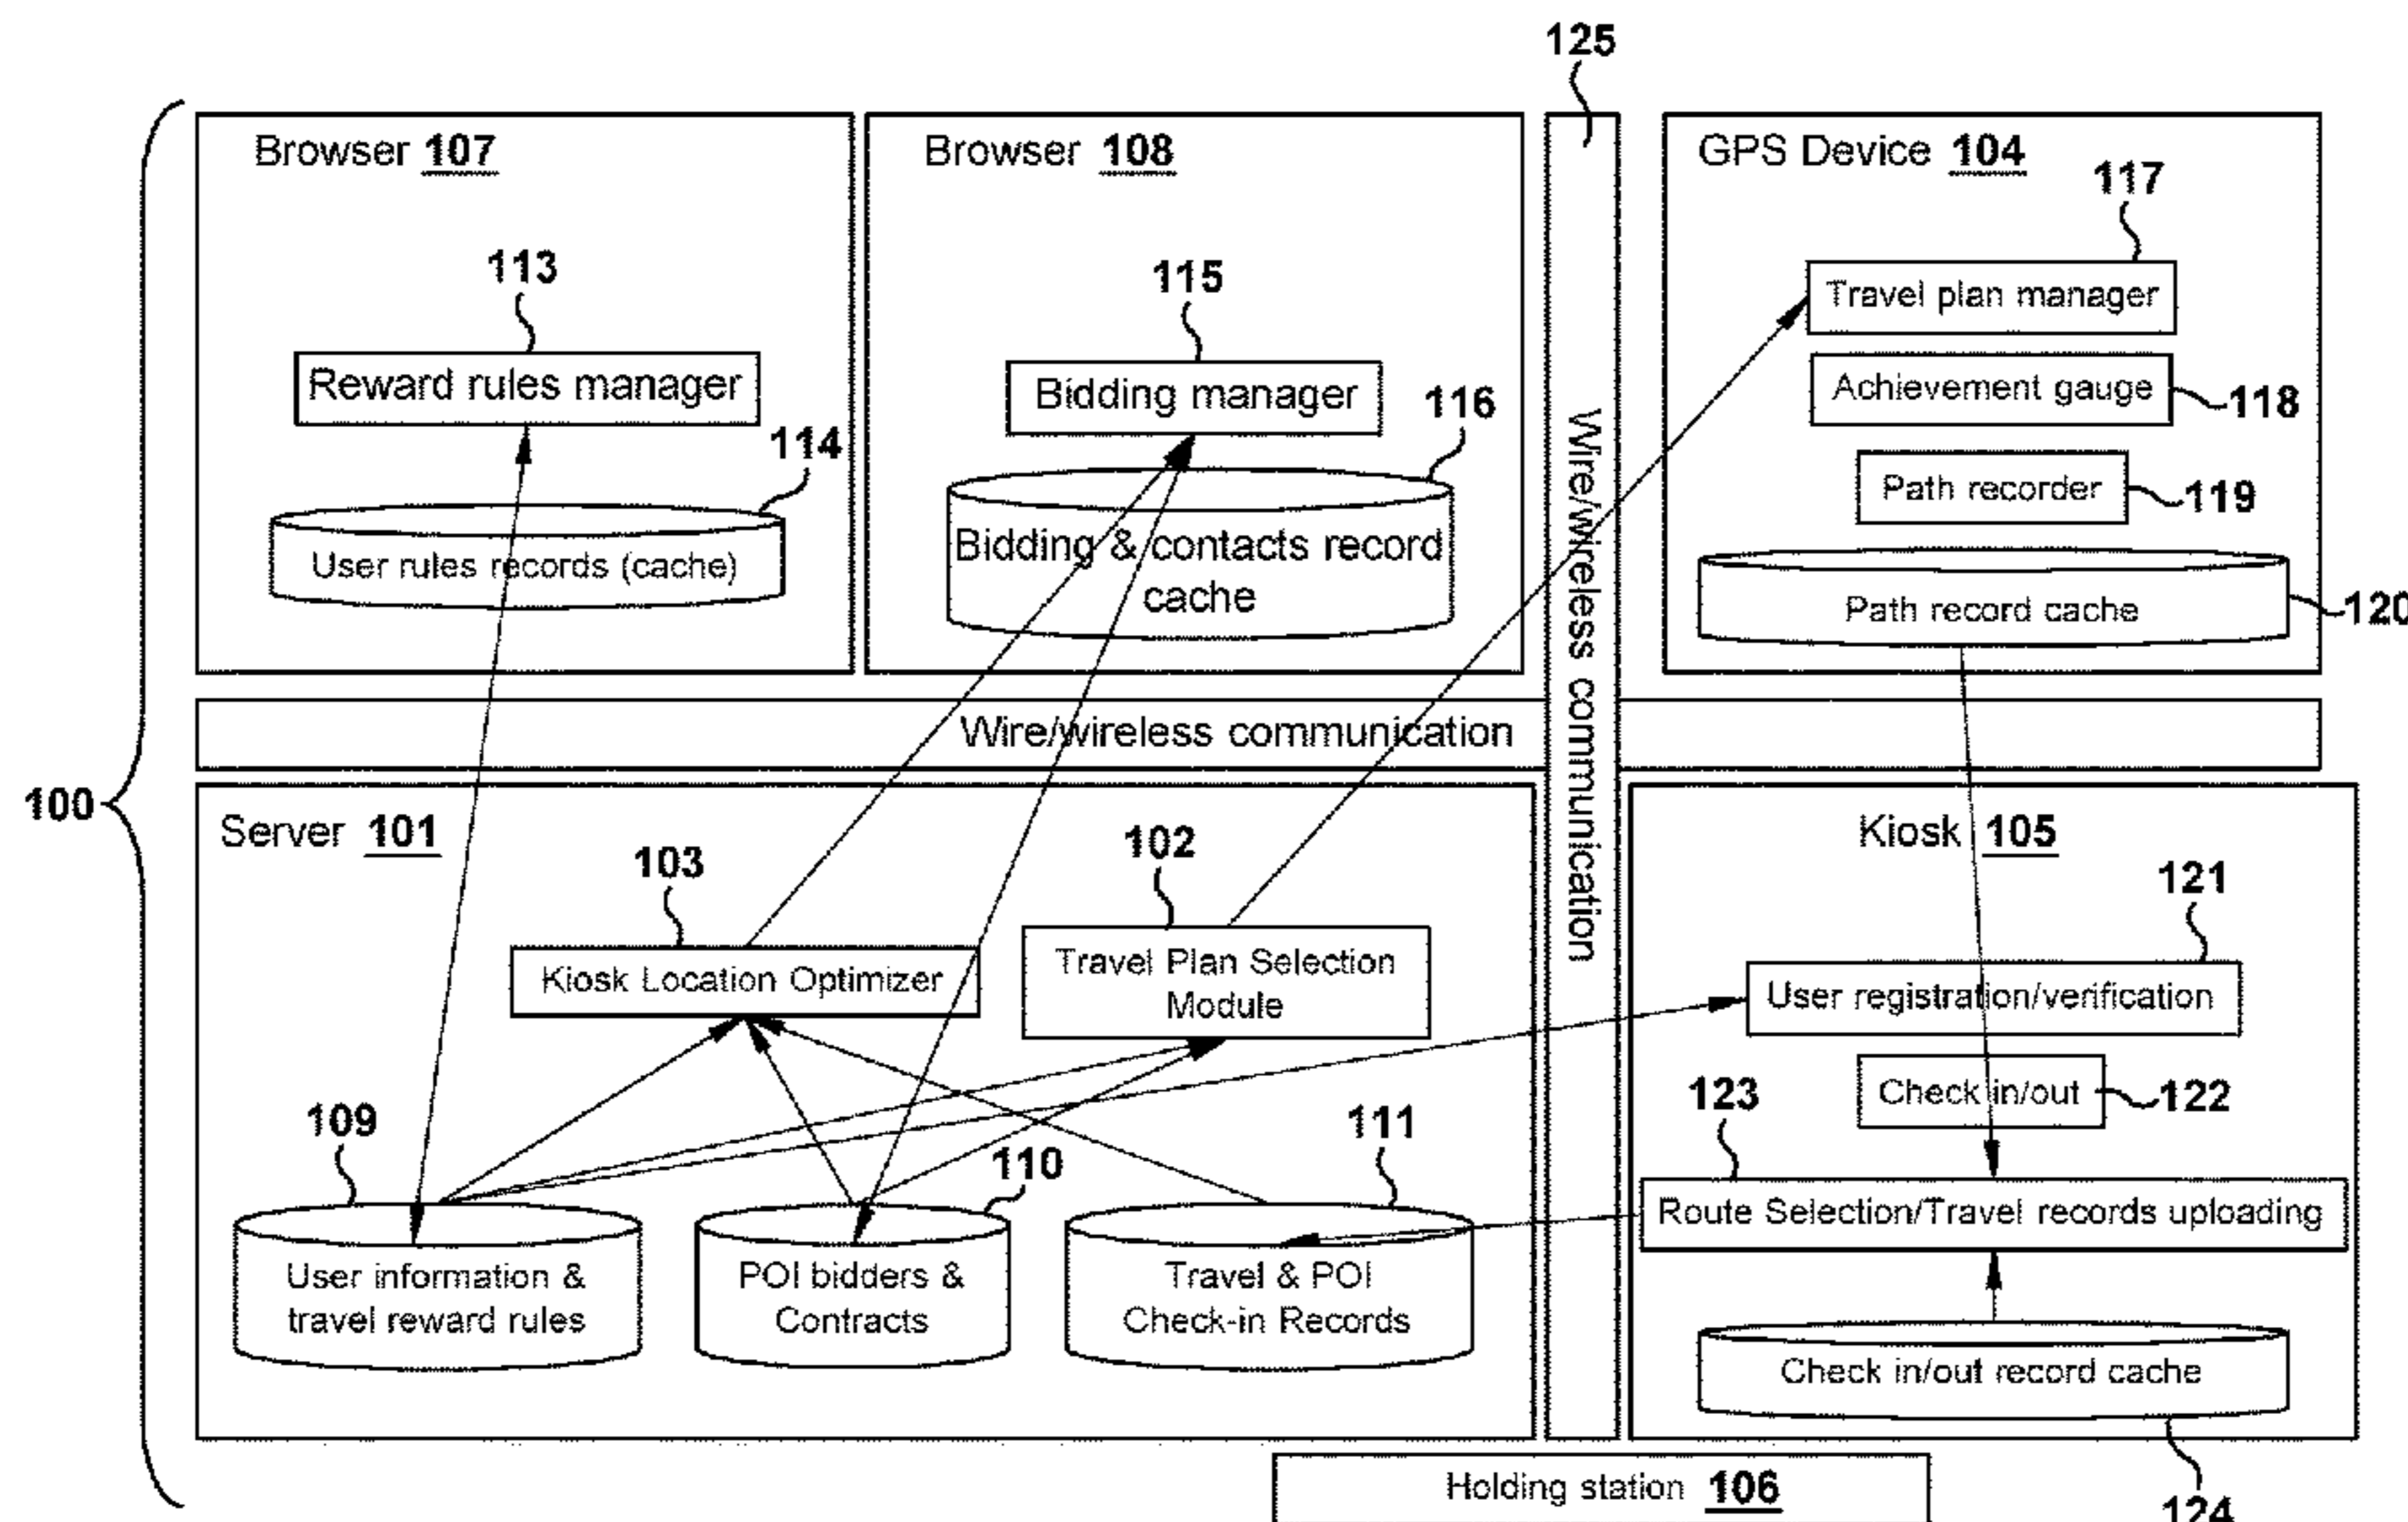 125
Browser 107
Browser 108
GPS Device 104
117
113
115
Travel plan manager
Reward rules manager
Bidding manager
116
Achievement gauge
118
114
Path recorder
119
User rules records (cache)
Bidding & contacts record
cache
Path record cache
120
Wire/wireless communication
Wire/wireless communication
100
Server 101
Kiosk 105
103
102
121
Kiosk Location Optimizer
Travel Plan Selection
Module
User registration/verification
Check in/out
122
123
109
110
111
Route Selection/Travel records uploading
User information &
travel reward rules
POI bidders &
Contracts
Travel & POI
Check-in Records
Check in/out record cache
Holding station 106
124